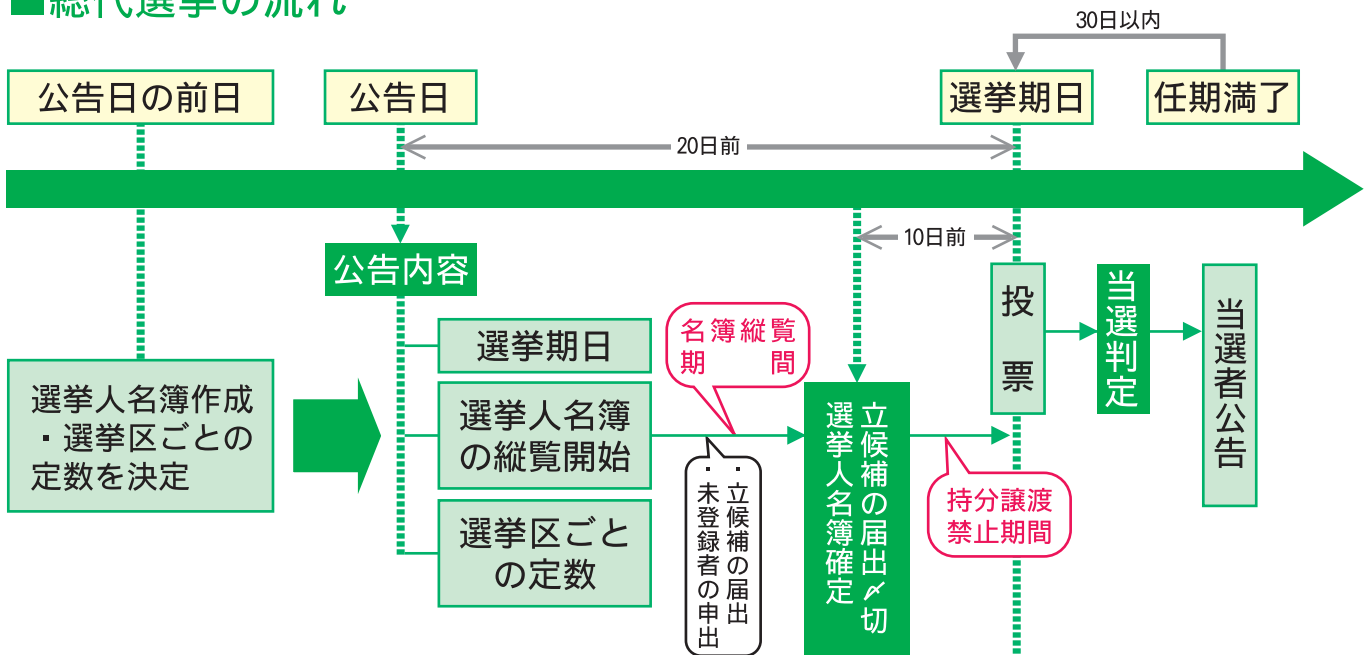 ■総代選挙の流れ
30日以内
公告日の前日
公告日
選挙期日
任期満了
20日前
10日前
公告内容
選挙期日
選挙人名簿
の縦覧開始
選挙区ごと
の定数
選挙人名簿作成
・選挙区ごとの
定数を決定
名簿縦覧
期間
・立候補の届出
・未登録者の申出
立候補の届出〆切
選挙人名簿確定
持分譲渡
禁止期間
投票
当選判定
当選者公告